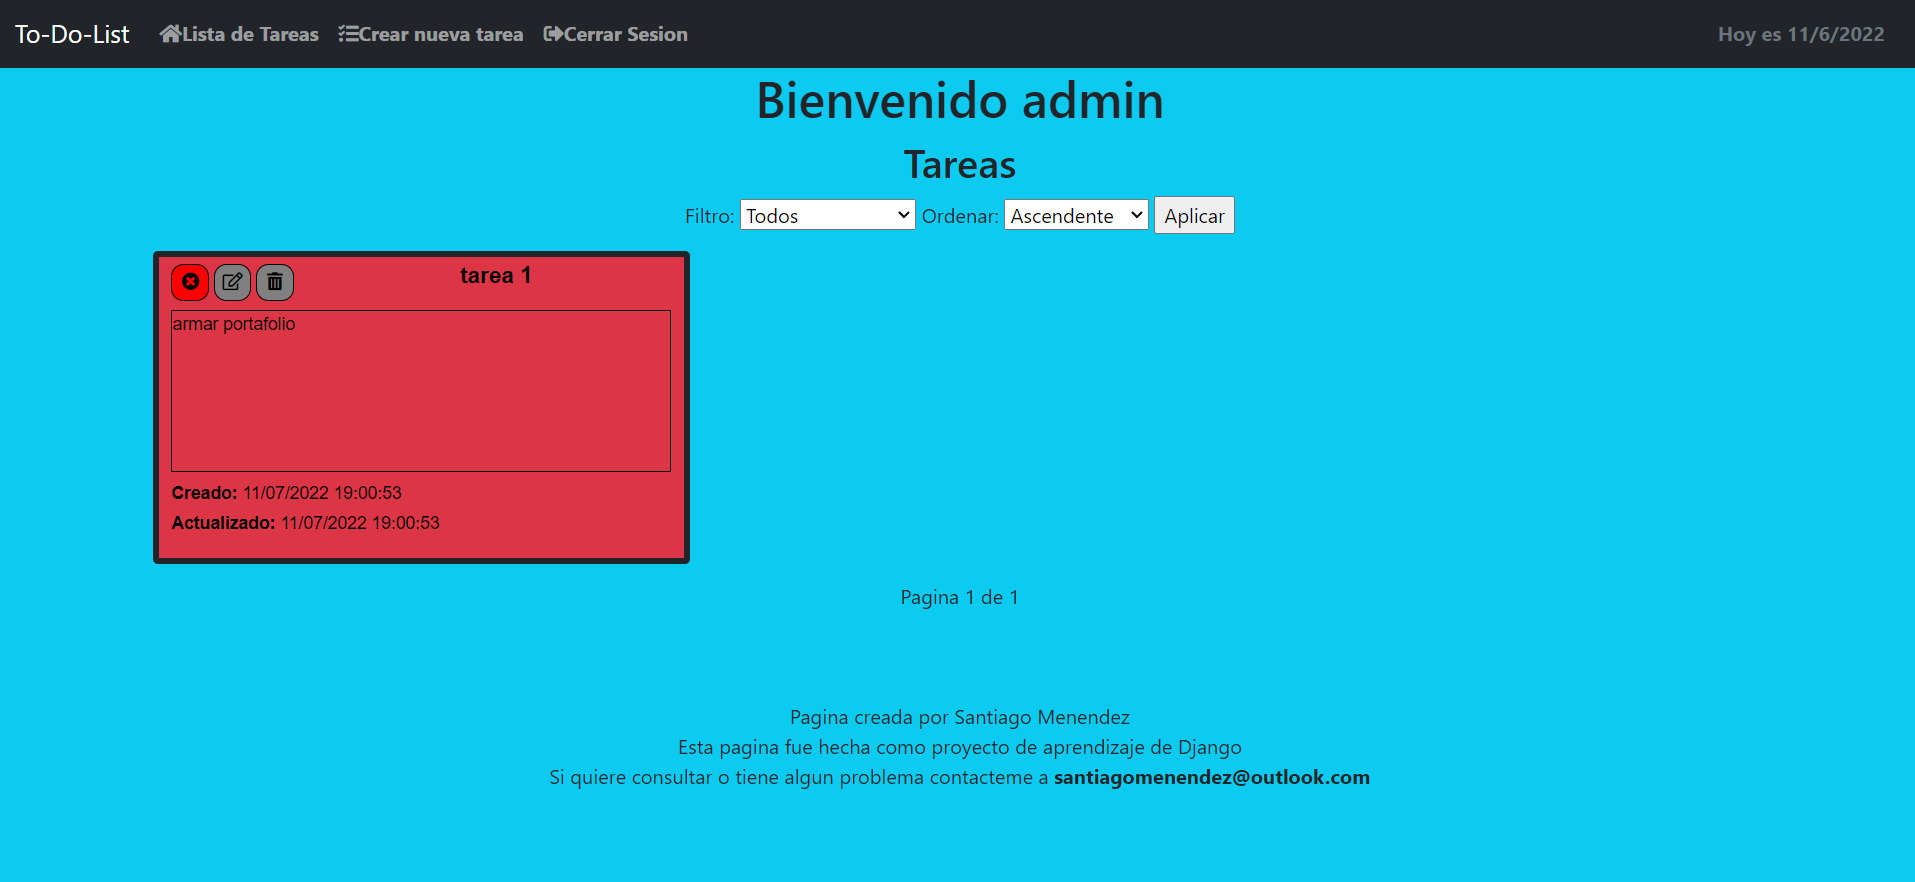 To-Do-List Lista de Tareas Crear nueva tarea Cerrar Sesion Hoy es 11/6/2022
Bienvenido admin
Tareas
Filtro: Todos Ordenar: Ascendente Aplicar
tarea 1
armar portafolio
Creado: 11/07/2022 19:00:53
Actualizado: 11/07/2022 19:00:53
Pagina 1 de 1
Pagina creada por Santiago Menendez
Esta pagina fue hecha como proyecto de aprendizaje de Django
Si quiere consultar o tiene algun problema contacteme a santiagomenendez@outlook.com